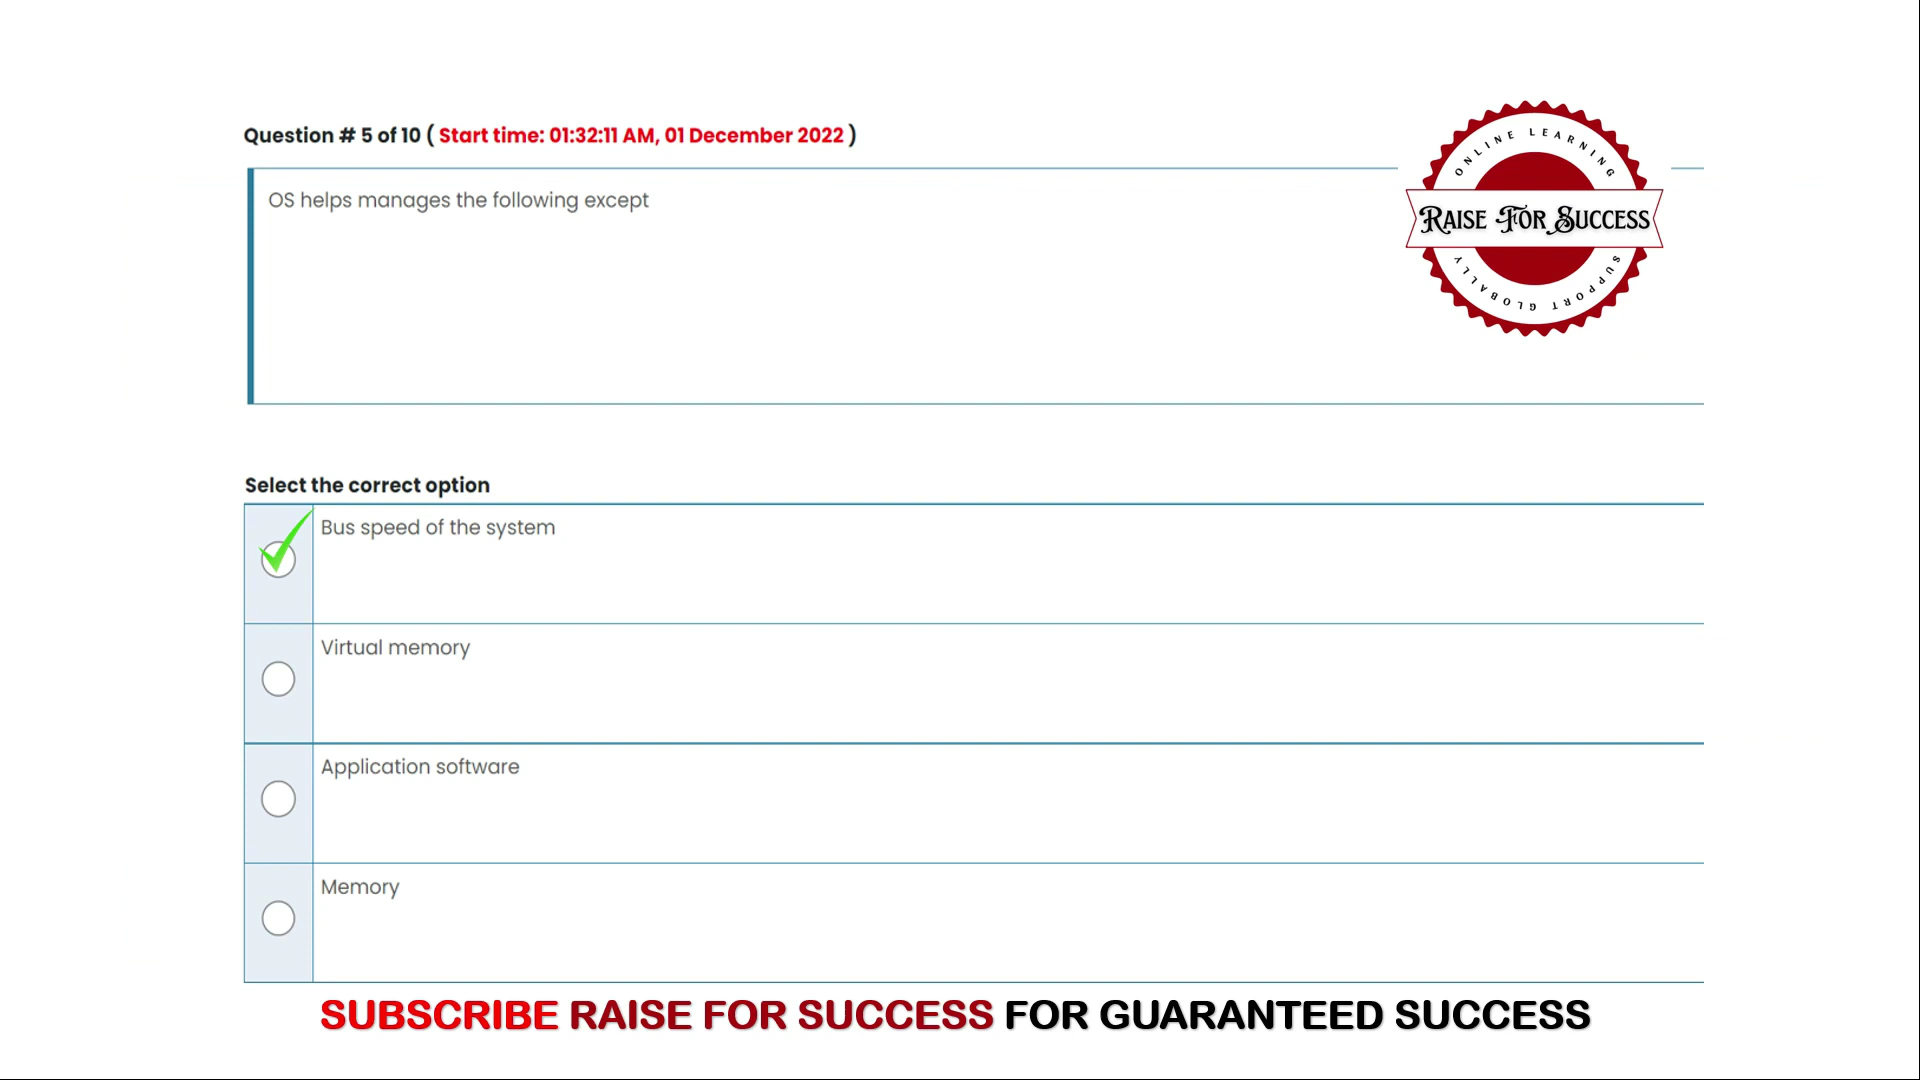 Question # 5 of 10 ( Start time: 01:32:11 AM, 01 December 2022 )
ONLINE LEARNING
RAISE FOR SUCCESS
SUPPORT GLOBALLY
OS helps manages the following except
Select the correct option
Bus speed of the system
Virtual memory
Application software
Memory
SUBSCRIBE RAISE FOR SUCCESS FOR GUARANTEED SUCCESS